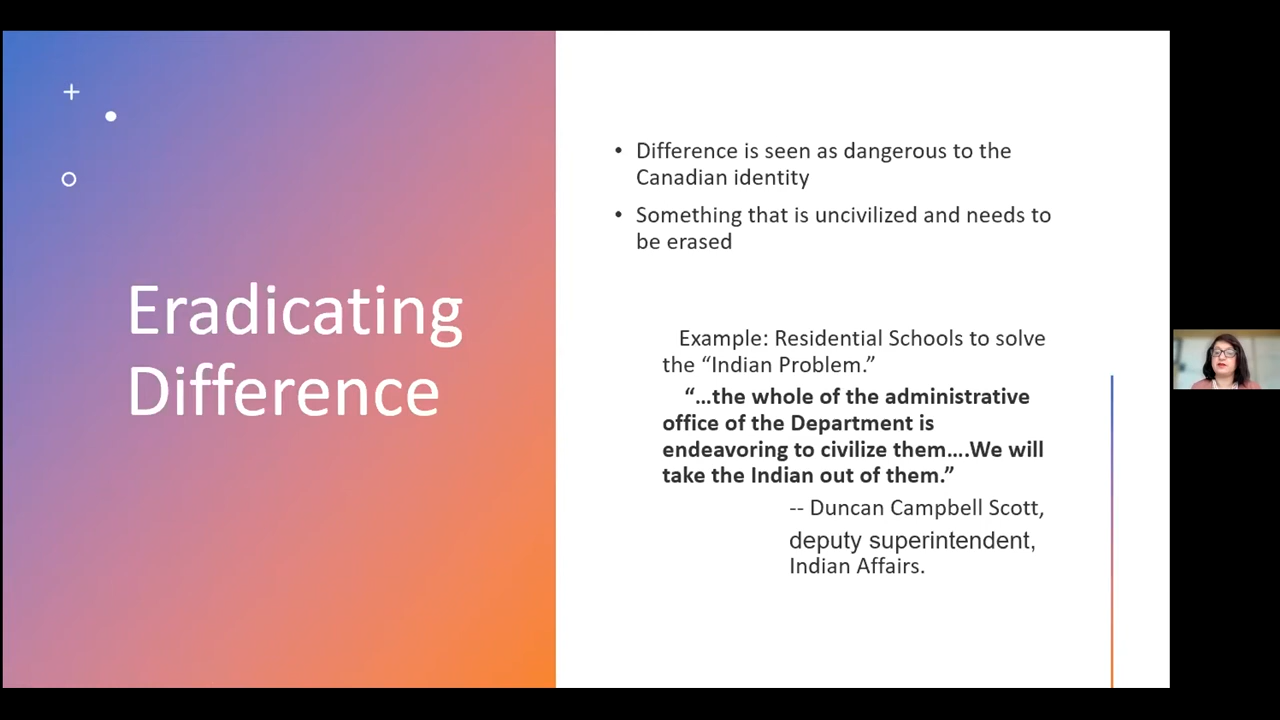 Eradicating
Difference
• Difference is seen as dangerous to the
Canadian identity
• Something that is uncivilized and needs to
be erased
Example: Residential Schools to solve
the “Indian Problem.”
“…the whole of the administrative
office of the Department is
endeavoring to civilize them….We will
take the Indian out of them.”
-- Duncan Campbell Scott,
deputy superintendent,
Indian Affairs.